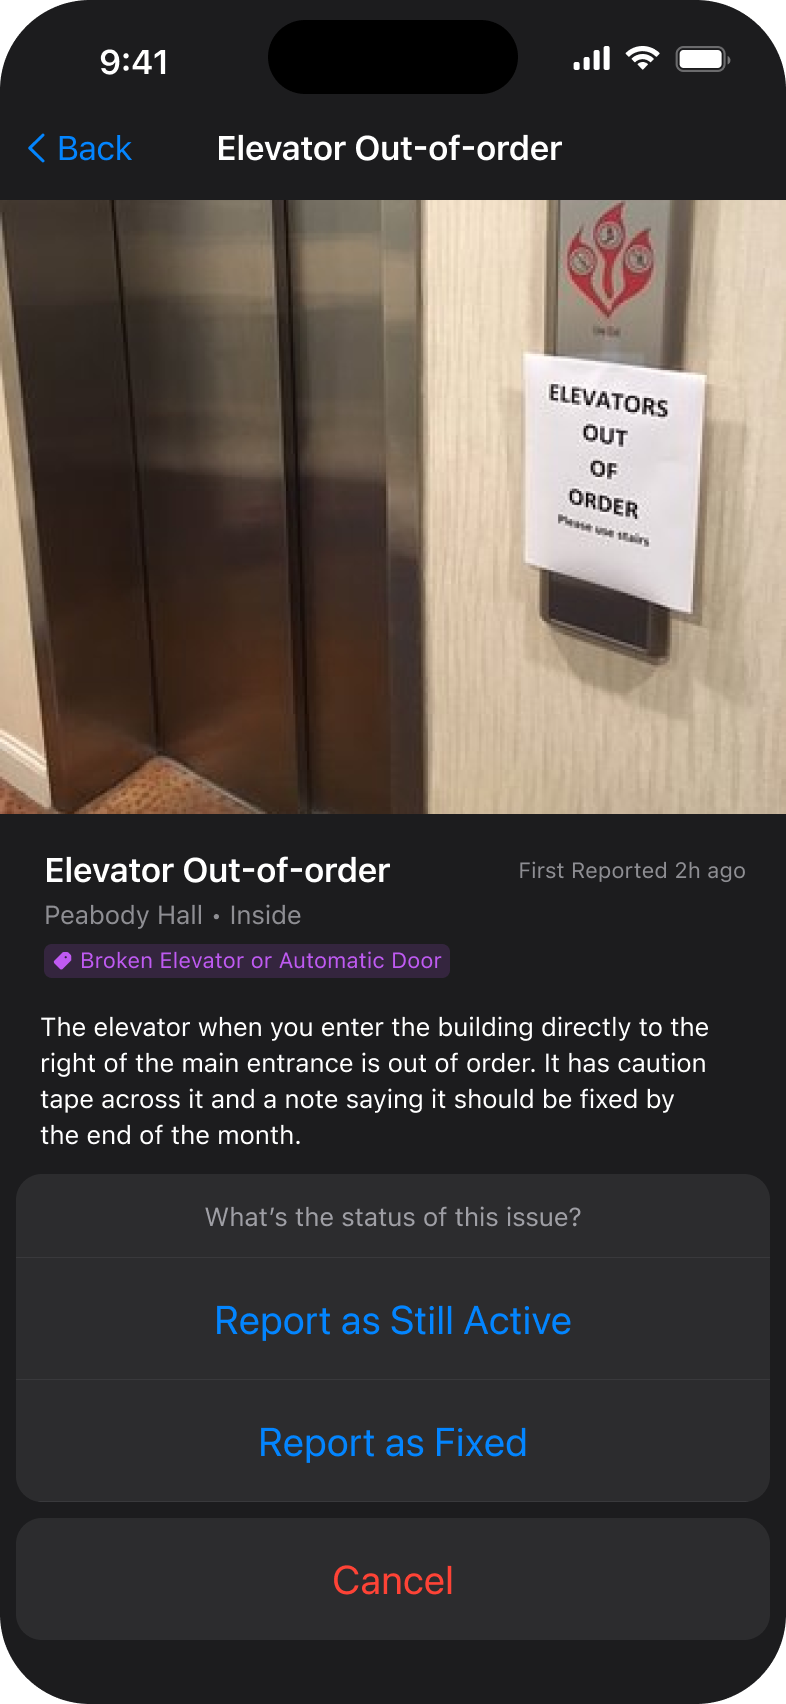 9:41
Back
Elevator Out-of-order
ELEVATORS
OUT
OF
ORDER
Please use stairs
Elevator Out-of-order
First Reported 2h ago
Peabody Hall • Inside
Broken Elevator or Automatic Door
The elevator when you enter the building directly to the
right of the main entrance is out of order. It has caution
tape across it and a note saying it should be fixed by
the end of the month.
What’s the status of this issue?
Report as Still Active
Report as Fixed
Cancel